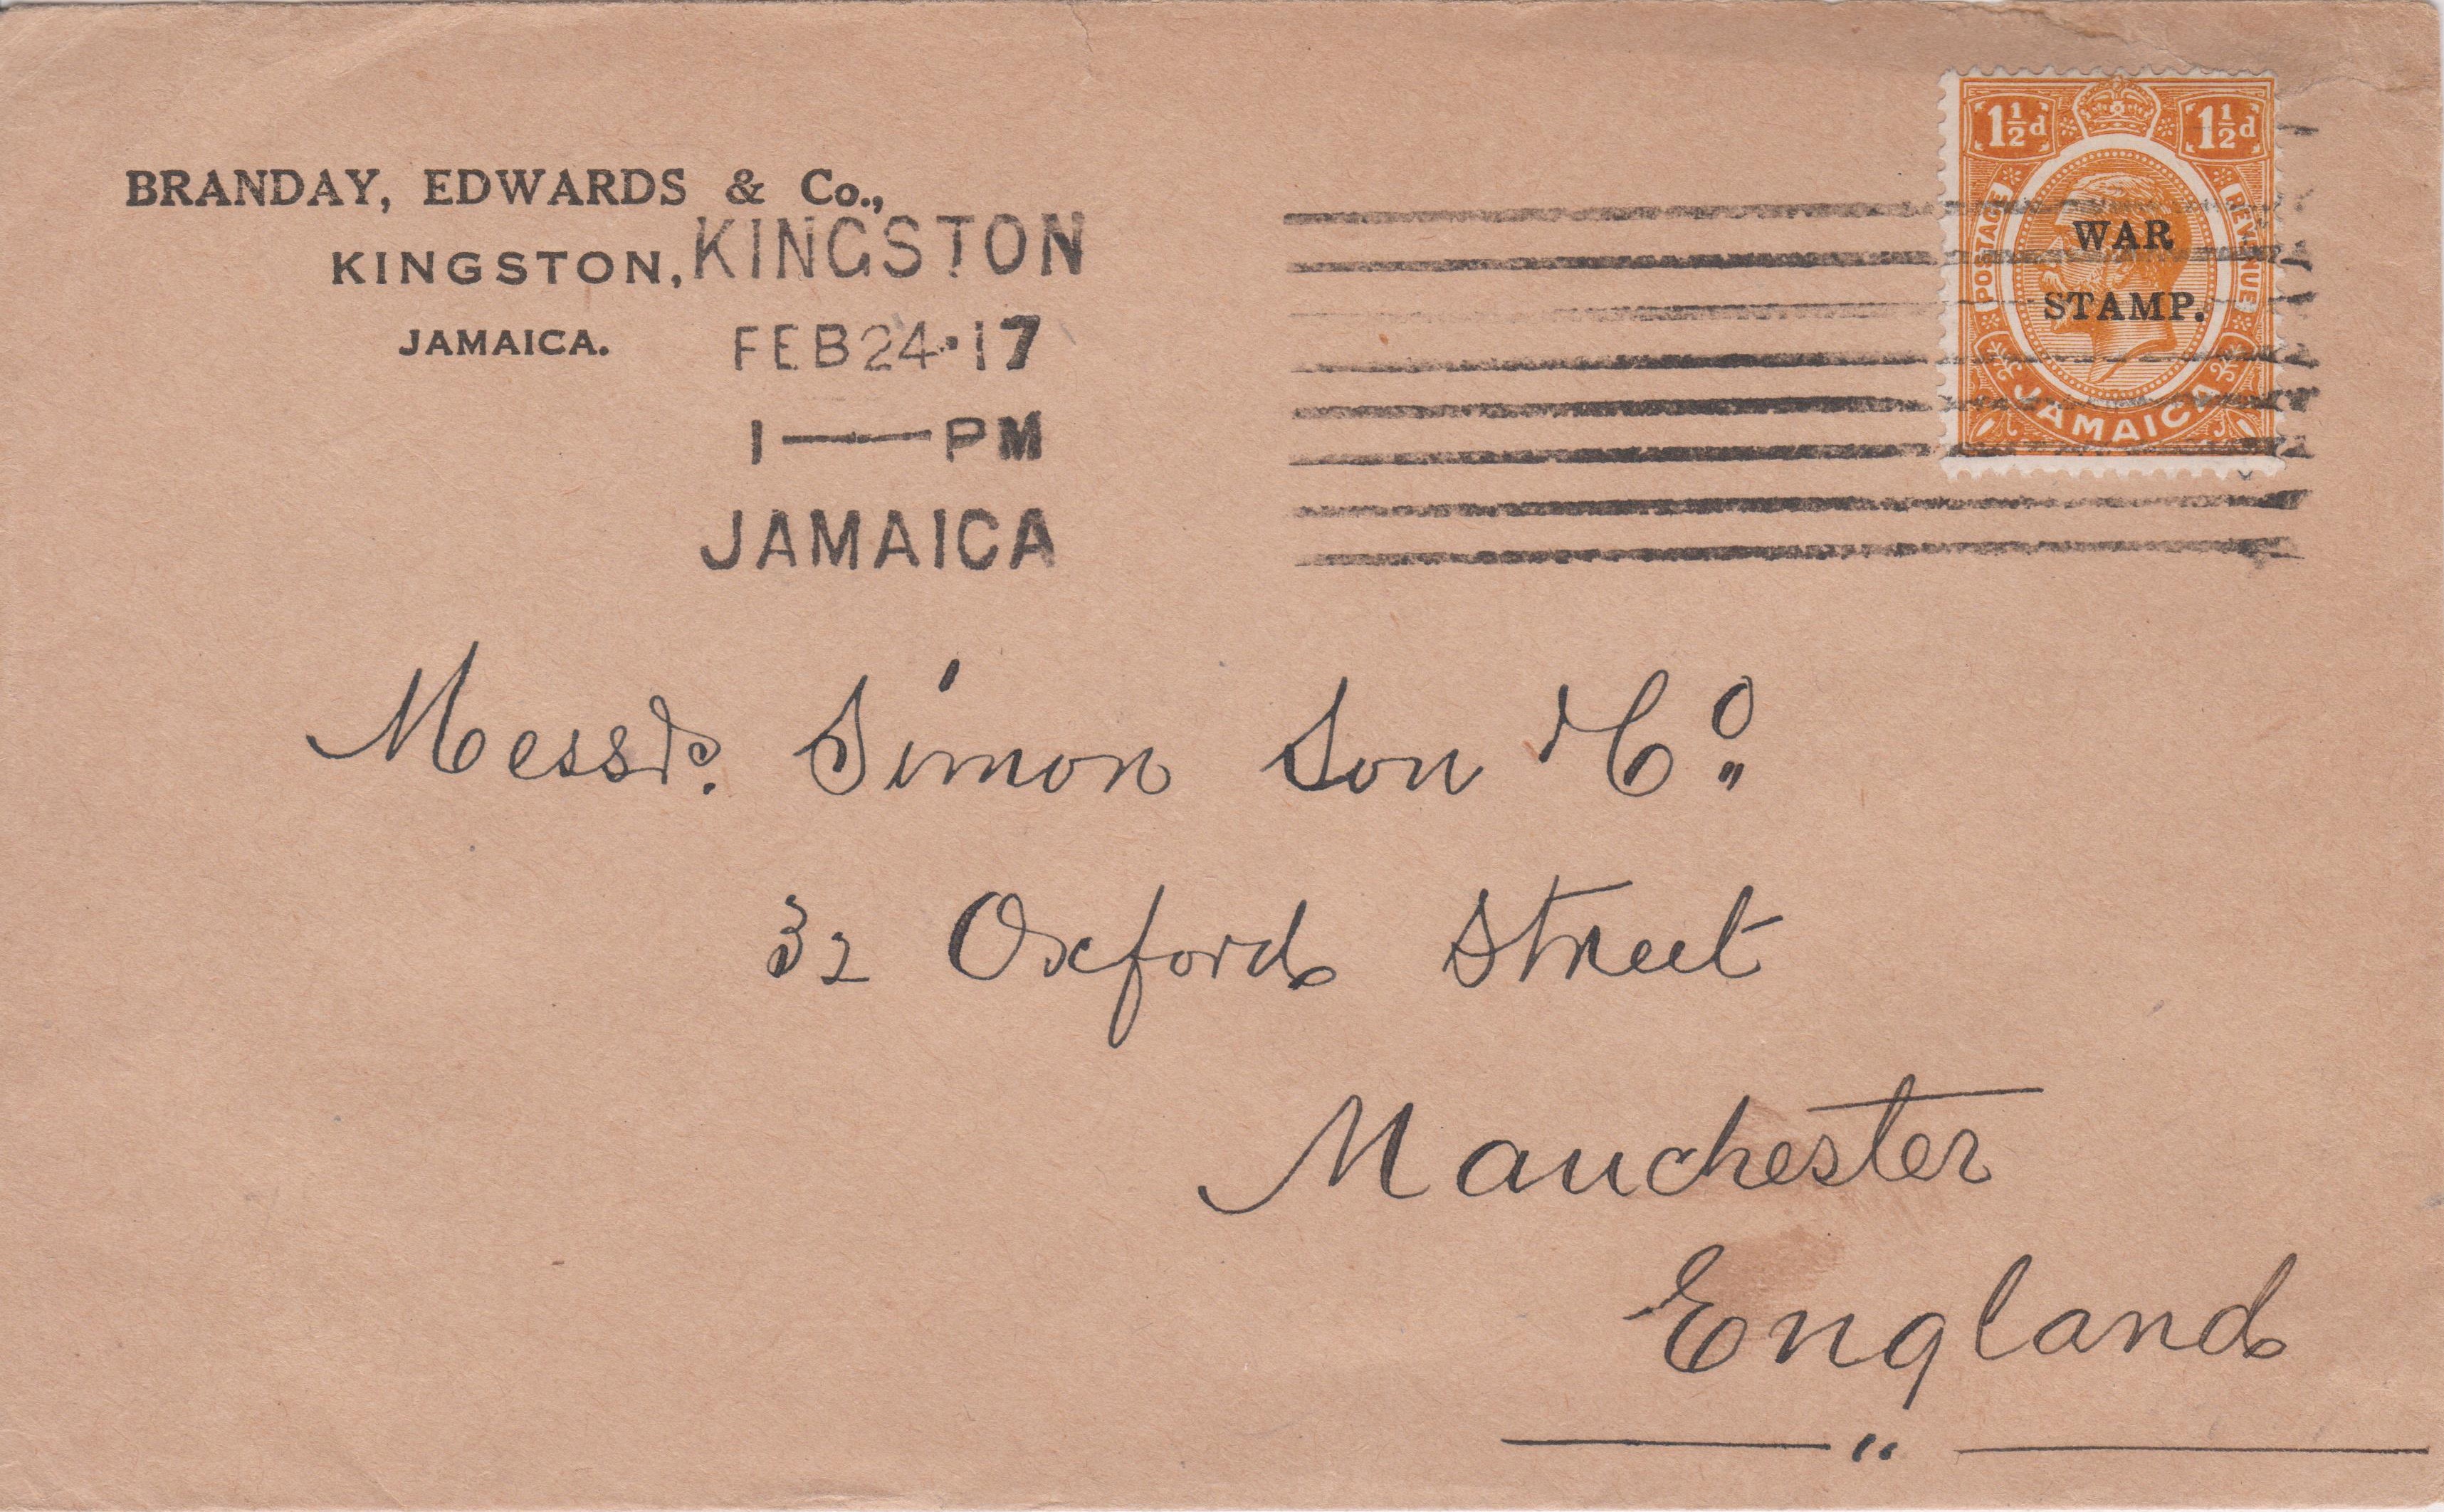 BRANDAY, EDWARDS & Co.,
KINGSTON,
JAMAICA.
KINGSTON
FEB 24 · 17
1 — PM
JAMAICA
1½d 1½d
POSTAGE REVENUE
WAR
STAMP.
JAMAICA
Messrs. Simon Son & Co
32 Oxford Street
Manchester
England